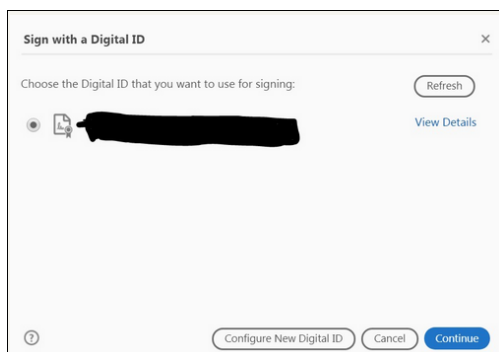 Sign with a Digital ID
Choose the Digital ID that you want to use for signing:
Refresh
View Details
Configure New Digital ID
Cancel
Continue